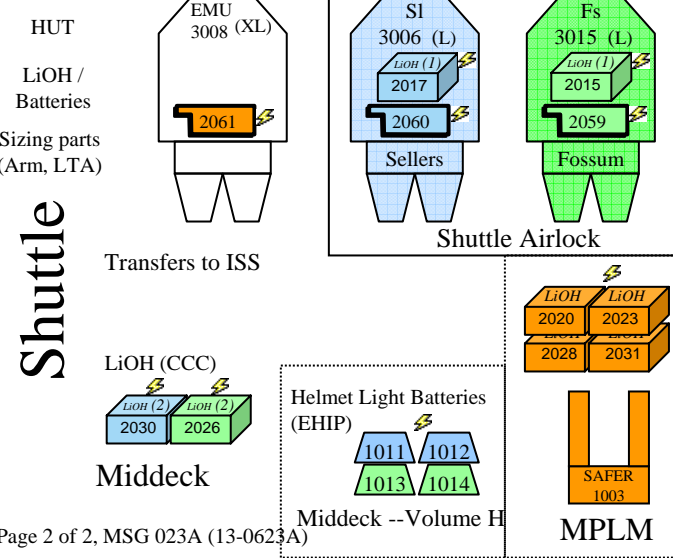 HUT
LiOH /
Batteries
Sizing parts
(Arm, LTA)
Shuttle
EMU
3008 (XL)
2061
Sl
3006 (L)
LiOH (1)
2017
2060
Sellers
Fs
3015 (L)
LiOH (1)
2015
2059
Fossum
Shuttle Airlock
Transfers to ISS
LiOH LiOH
2020 2023
2028 2031
SAFER
1003
MPLM
LiOH (CCC)
LiOH (2) LiOH (2)
2030 2026
Middeck
Helmet Light Batteries
(EHIP)
1011 1012
1013 1014
Middeck --Volume H
Page 2 of 2, MSG 023A (13-0623A)